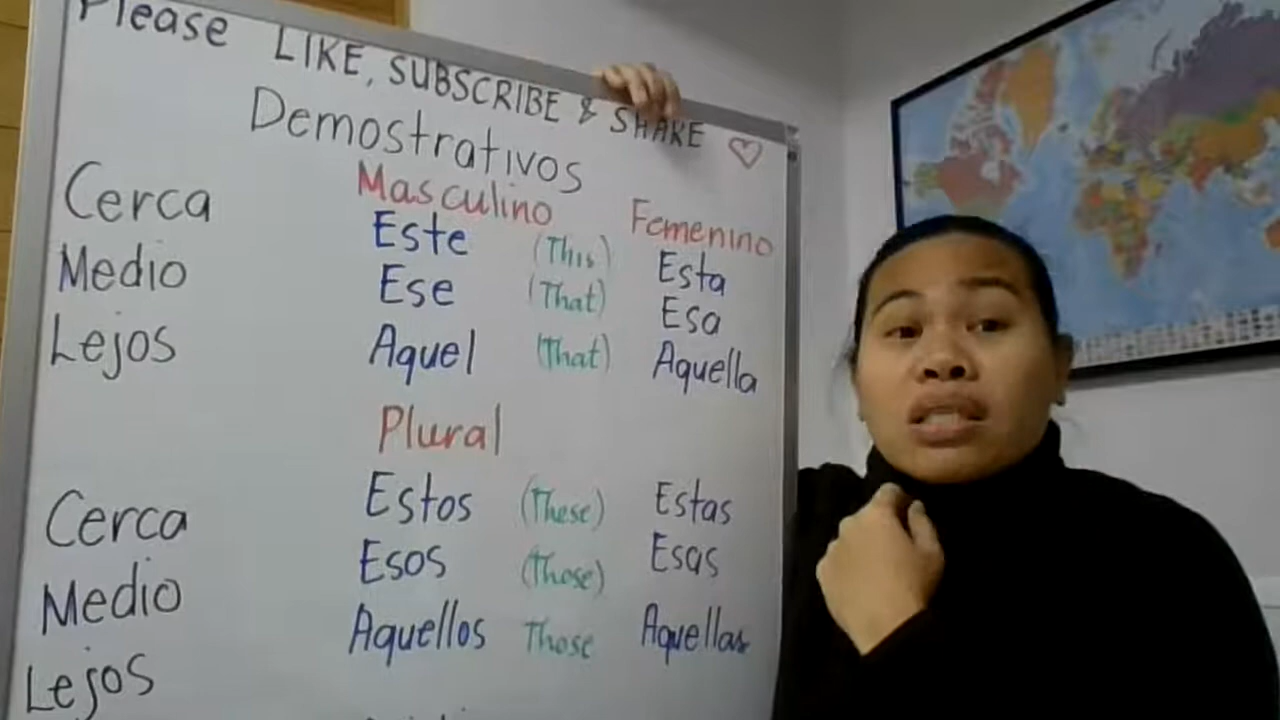 Please LIKE, SUBSCRIBE & SHARE
Demostrativos
Masculino Femenino
Cerca Este (This) Esta
Medio Ese (That) Esa
Lejos Aquel (That) Aquella
Plural
Cerca Estos (These) Estas
Medio Esos (Those) Esas
Lejos Aquellos Those Aquellas